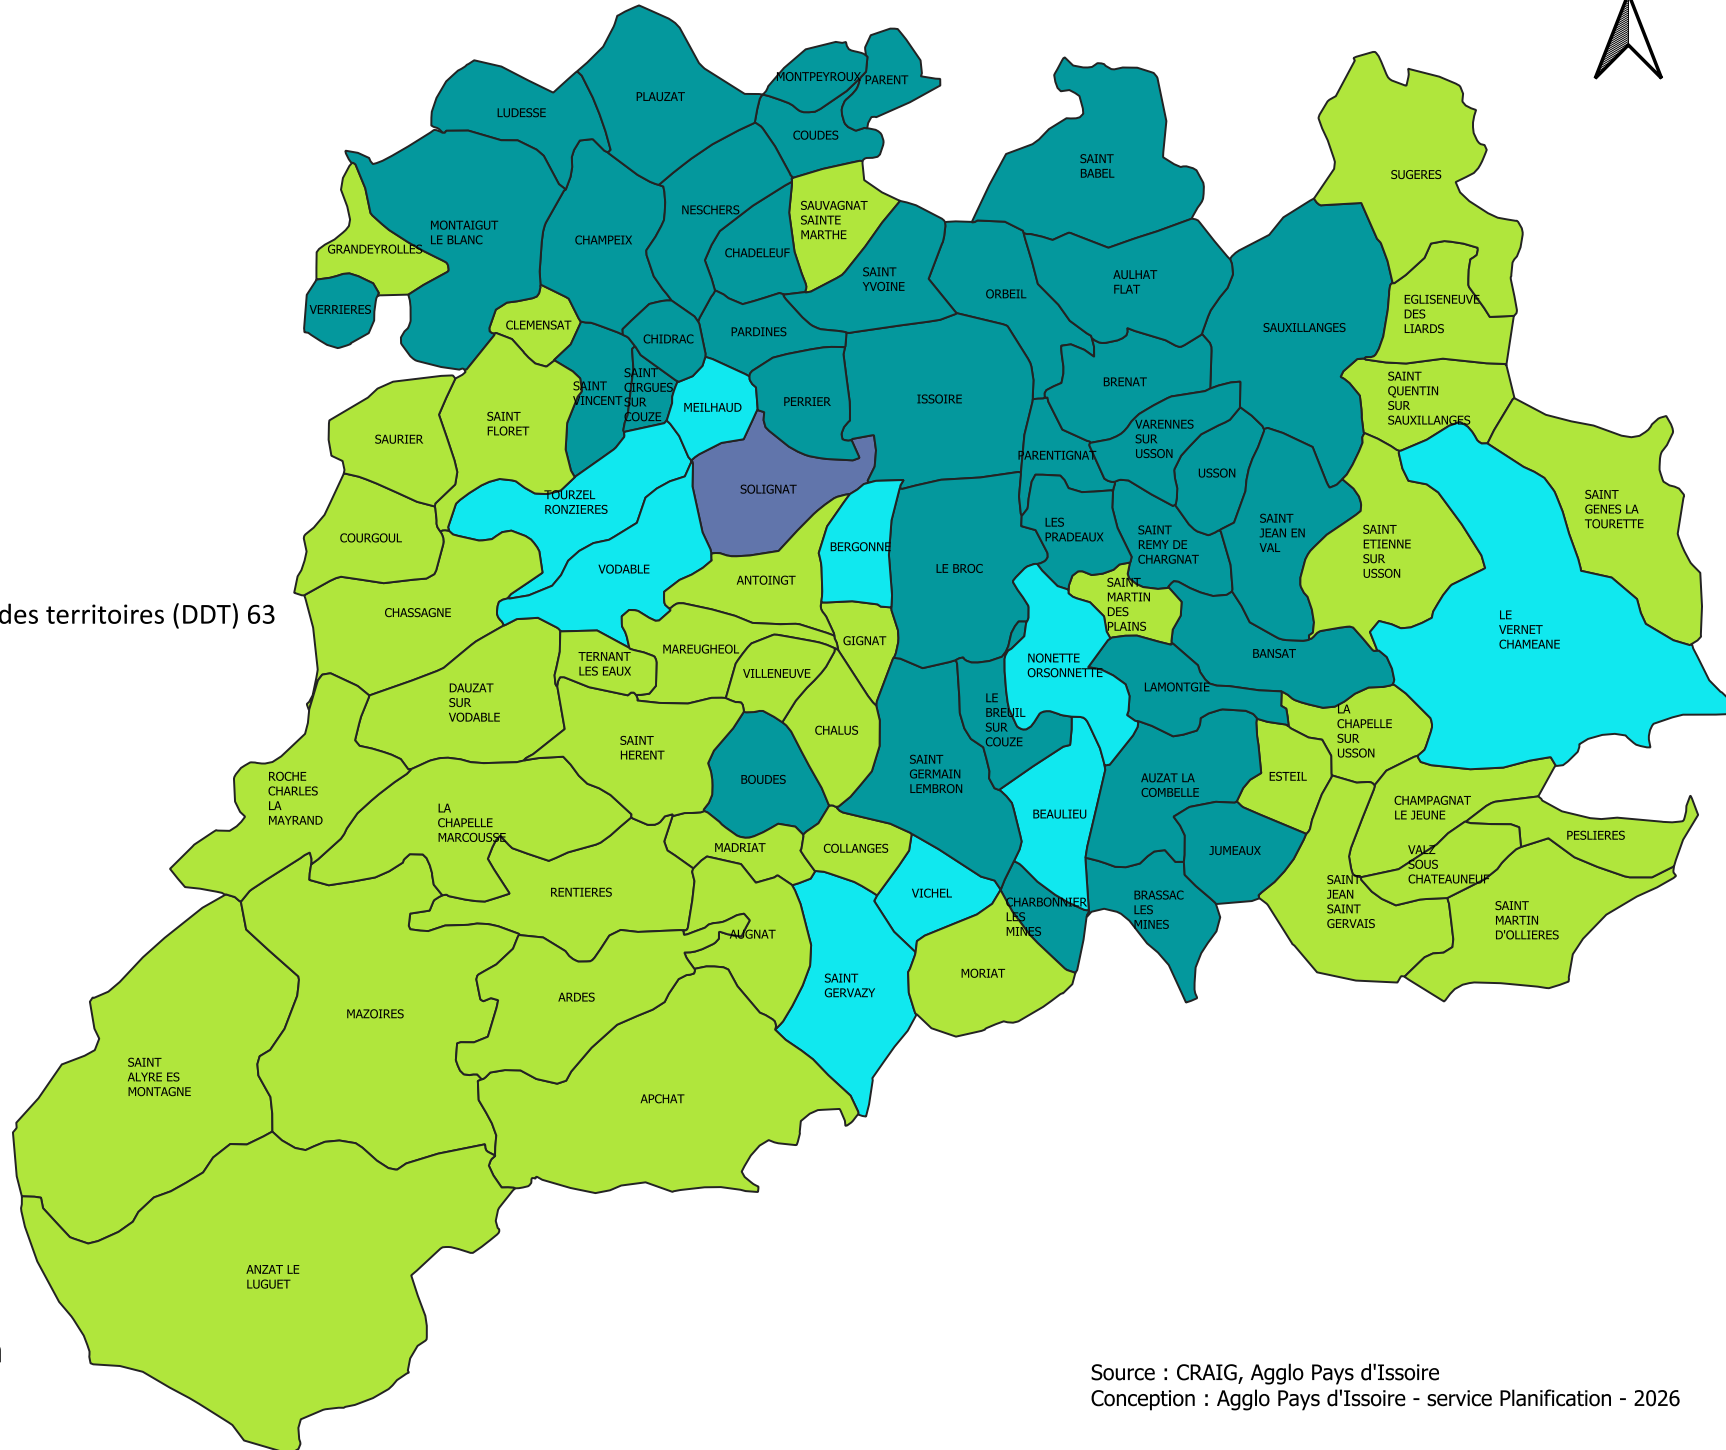 MONTPEYROUX
PARENT
PLAUZAT
LUDESSE
COUDES
SAINT
BABEL
SUGERES
SAUVAGNAT
SAINTE
MARTHE
NESCHERS
MONTAIGUT
LE BLANC
CHAMPEIX
GRANDEYROLLES
CHADELEUF
SAINT
YVOINE
AULHAT
FLAT
ORBEIL
VERRIERES
EGLISENEUVE
DES
LIARDS
CLEMENSAT
CHIDRAC
PARDINES
SAUXILLANGES
SAINT
CIRGUES
SUR
COUZE
SAINT
VINCENT
MEILHAUD
PERRIER
ISSOIRE
BRENAT
SAINT
QUENTIN
SUR
SAUXILLANGES
SAINT
FLORET
SAURIER
VARENNES
SUR
USSON
PARENTIGNAT
USSON
SOLIGNAT
TOURZEL
RONZIERES
SAINT
GENES LA
TOURETTE
COURGOUL
BERGONNE
LES
PRADEAUX
SAINT
REMY DE
CHARGNAT
SAINT
JEAN EN
VAL
SAINT
ETIENNE
SUR
USSON
VODABLE
LE BROC
ANTOINGT
SAINT
MARTIN
DES
PLAINS
des territoires (DDT) 63
CHASSAGNE
LE
VERNET
CHAMEANE
GIGNAT
MAREUGHEOL
TERNANT
LES EAUX
VILLENEUVE
NONETTE
ORSONNETTE
BANSAT
LAMONTGIE
DAUZAT
SUR
VODABLE
LE
BREUIL
SUR
COUZE
LA
CHAPELLE
SUR
USSON
CHALUS
SAINT
HERENT
BOUDES
SAINT
GERMAIN
LEMBRON
AUZAT LA
COMBELLE
ESTEIL
ROCHE
CHARLES
LA
MAYRAND
LA
CHAPELLE
MARCOUSSE
BEAULIEU
CHAMPAGNAT
LE JEUNE
PESLIERES
MADRIAT
COLLANGES
JUMEAUX
VALZ
SOUS
CHATEAUNEUF
RENTIERES
VICHEL
CHARBONNIER
LES
MINES
BRASSAC
LES
MINES
SAINT
JEAN
SAINT
GERVAIS
SAINT
MARTIN
D'OLLIERES
AUGNAT
MORIAT
SAINT
GERVAZY
ARDES
MAZOIRES
SAINT
ALYRE ES
MONTAGNE
APCHAT
ANZAT LE
LUGUET
Source : CRAIG, Agglo Pays d'Issoire
Conception : Agglo Pays d'Issoire - service Planification - 2026